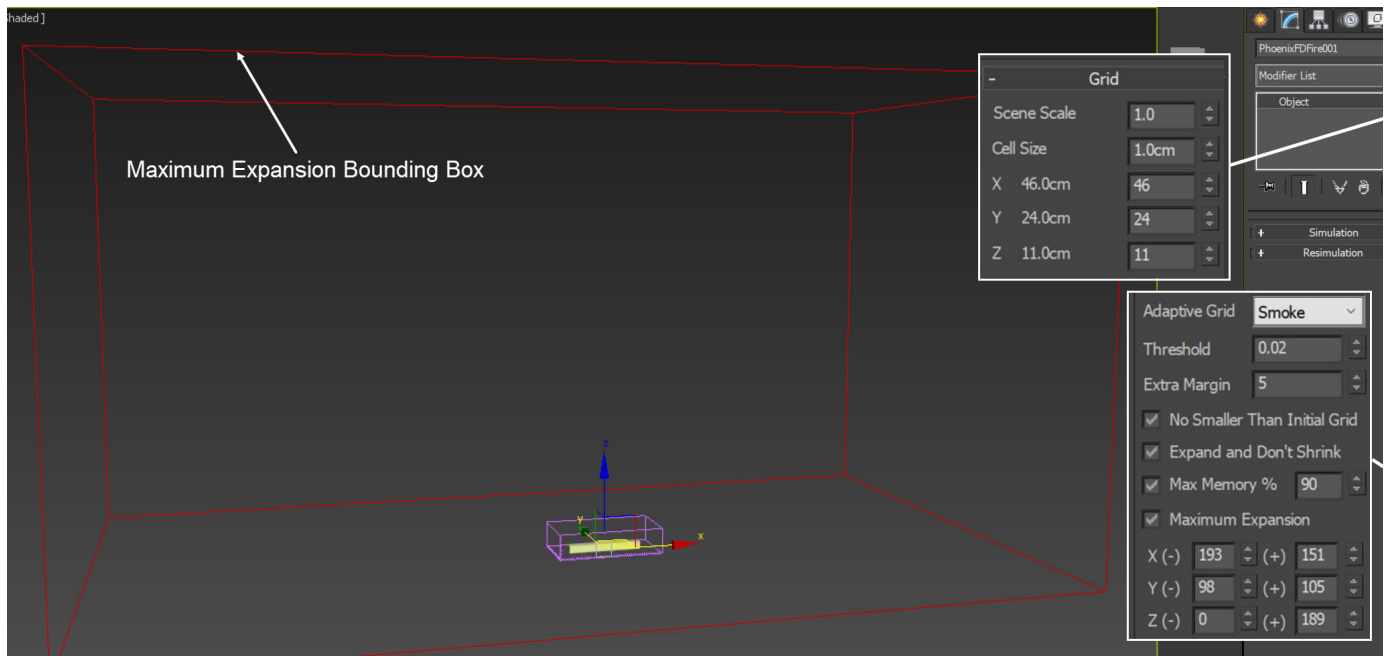 haded ]
Maximum Expansion Bounding Box
z
y
x
- Grid
Scene Scale 1.0
Cell Size 1.0cm
X 46.0cm 46
Y 24.0cm 24
Z 11.0cm 11
PhoenixFDFire001
Modifier List
Object
+ Simulation
+ Resimulation
Adaptive Grid Smoke
Threshold 0.02
Extra Margin 5
No Smaller Than Initial Grid
Expand and Don't Shrink
Max Memory % 90
Maximum Expansion
X (-) 193 (+) 151
Y (-) 98 (+) 105
Z (-) 0 (+) 189